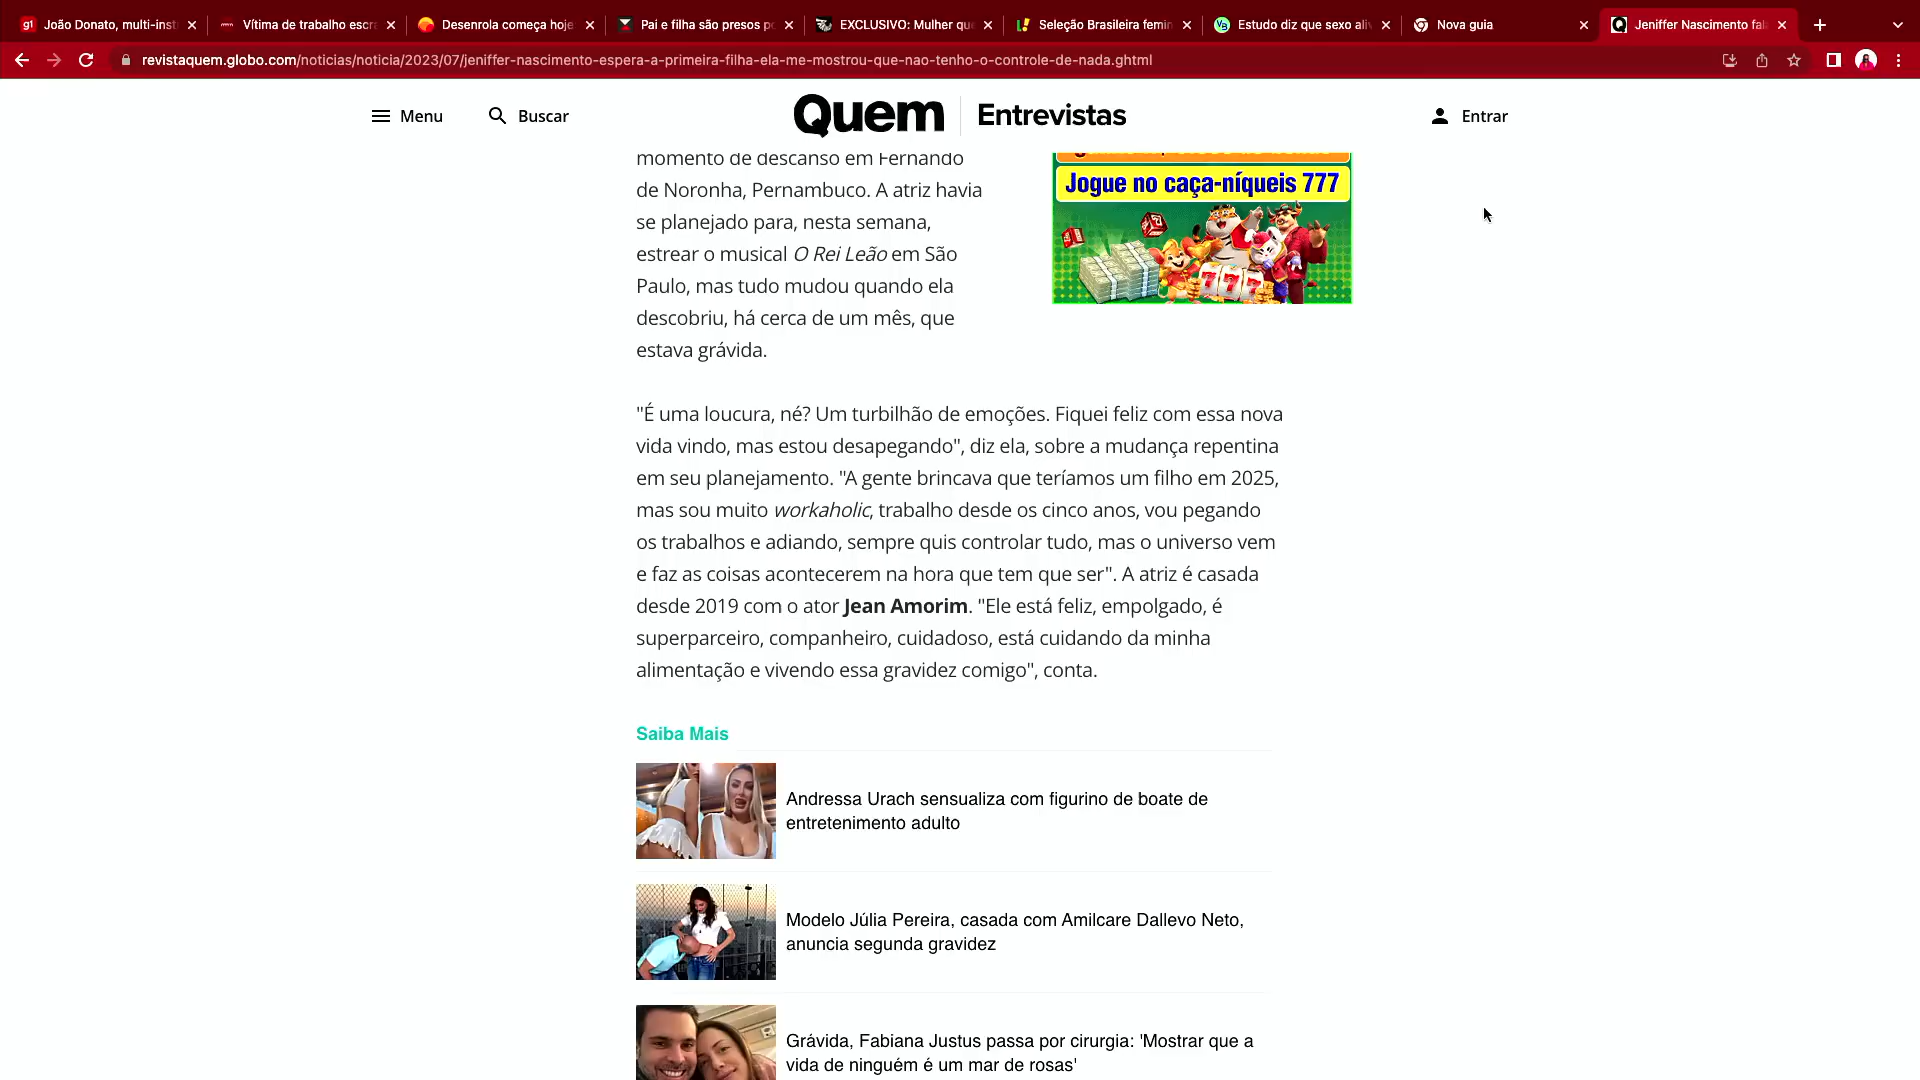 João Donato, multi-inst
Vítima de trabalho escra
Desenrola começa hoje
Pai e filha são presos p
EXCLUSIVO: Mulher que
Seleção Brasileira femin
Estudo diz que sexo ali
Nova guia
Jeniffer Nascimento fal
revistaquem.globo.com/noticias/noticia/2023/07/jeniffer-nascimento-espera-a-primeira-filha-ela-me-mostrou-que-nao-tenho-o-controle-de-nada.ghtml
Menu
Buscar
Quem
Entrevistas
Entrar
momento de descanso em Fernando
de Noronha, Pernambuco. A atriz havia
se planejado para, nesta semana,
estrear o musical O Rei Leão em São
Paulo, mas tudo mudou quando ela
descobriu, há cerca de um mês, que
estava grávida.
Jogue no caça-níqueis 777
777
"É uma loucura, né? Um turbilhão de emoções. Fiquei feliz com essa nova
vida vindo, mas estou desapegando", diz ela, sobre a mudança repentina
em seu planejamento. "A gente brincava que teríamos um filho em 2025,
mas sou muito workaholic, trabalho desde os cinco anos, vou pegando
os trabalhos e adiando, sempre quis controlar tudo, mas o universo vem
e faz as coisas acontecerem na hora que tem que ser". A atriz é casada
desde 2019 com o ator Jean Amorim. "Ele está feliz, empolgado, é
superparceiro, companheiro, cuidadoso, está cuidando da minha
alimentação e vivendo essa gravidez comigo", conta.
Saiba Mais
Andressa Urach sensualiza com figurino de boate de
entretenimento adulto
Modelo Júlia Pereira, casada com Amilcare Dallevo Neto,
anuncia segunda gravidez
Grávida, Fabiana Justus passa por cirurgia: 'Mostrar que a
vida de ninguém é um mar de rosas'